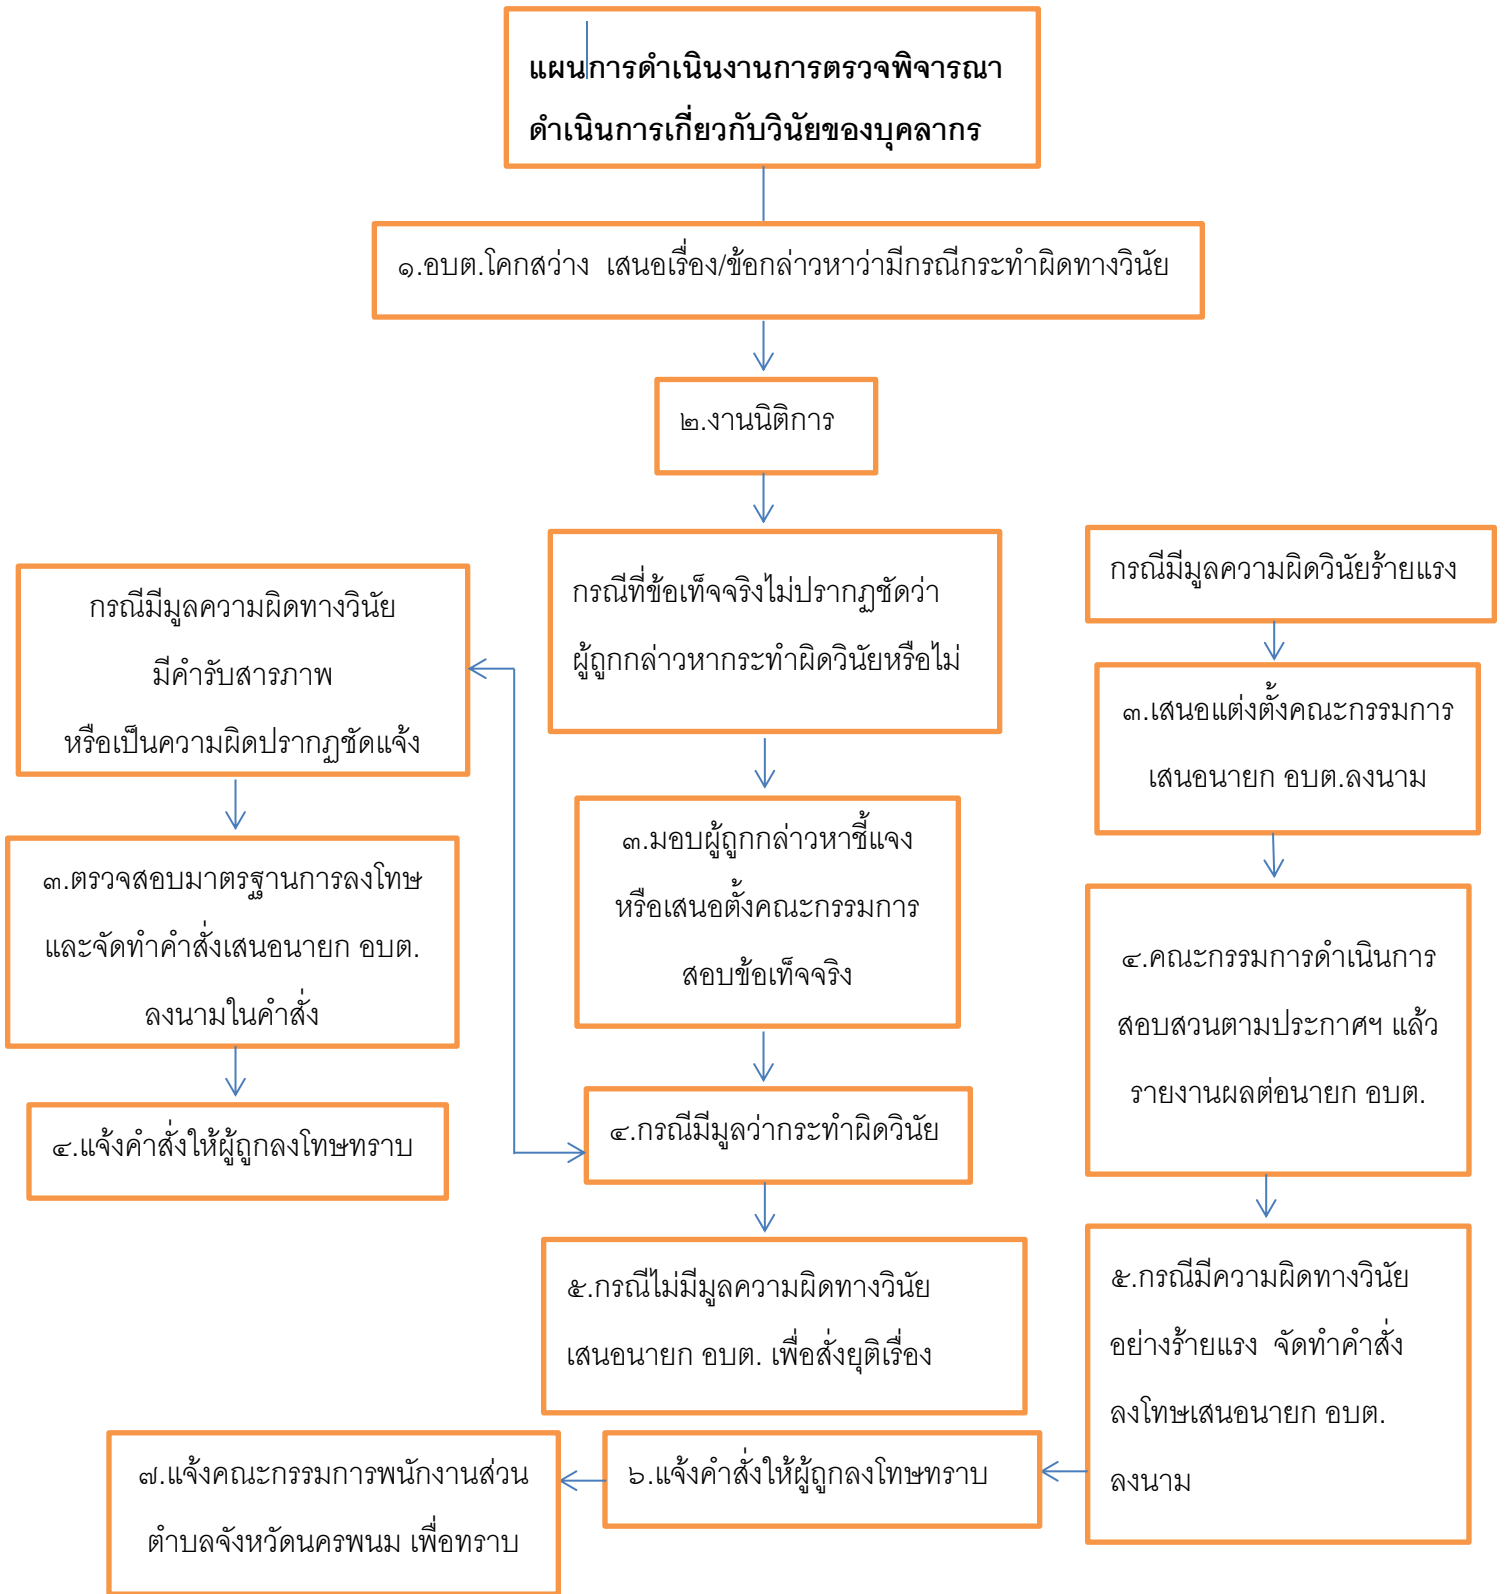 แผนการดำเนินงานการตรวจพิจารณา
ดำเนินการเกี่ยวกับวินัยของบุคลากร
๑.อบต.โคกสว่าง เสนอเรื่อง/ข้อกล่าวหาว่ามีกรณีกระทำผิดทางวินัย
๒.งานนิติการ
กรณีมีมูลความผิดทางวินัย
มีคำรับสารภาพ
หรือเป็นความผิดปรากฏชัดแจ้ง
๓.ตรวจสอบมาตรฐานการลงโทษ
และจัดทำคำสั่งเสนอนายก อบต.
ลงนามในคำสั่ง
๔.แจ้งคำสั่งให้ผู้ถูกลงโทษทราบ
กรณีที่ข้อเท็จจริงไม่ปรากฏชัดว่า
ผู้ถูกกล่าวหากระทำผิดวินัยหรือไม่
๓.มอบผู้ถูกกล่าวหาชี้แจง
หรือเสนอตั้งคณะกรรมการ
สอบข้อเท็จจริง
๔.กรณีมีมูลว่ากระทำผิดวินัย
๕.กรณีไม่มีมูลความผิดทางวินัย
เสนอนายก อบต. เพื่อสั่งยุติเรื่อง
กรณีมีมูลความผิดวินัยร้ายแรง
๓.เสนอแต่งตั้งคณะกรรมการ
เสนอนายก อบต.ลงนาม
๔.คณะกรรมการดำเนินการ
สอบสวนตามประกาศฯ แล้ว
รายงานผลต่อนายก อบต.
๕.กรณีมีความผิดทางวินัย
อย่างร้ายแรง จัดทำคำสั่ง
ลงโทษเสนอนายก อบต.
ลงนาม
๖.แจ้งคำสั่งให้ผู้ถูกลงโทษทราบ
๗.แจ้งคณะกรรมการพนักงานส่วน
ตำบลจังหวัดนครพนม เพื่อทราบ